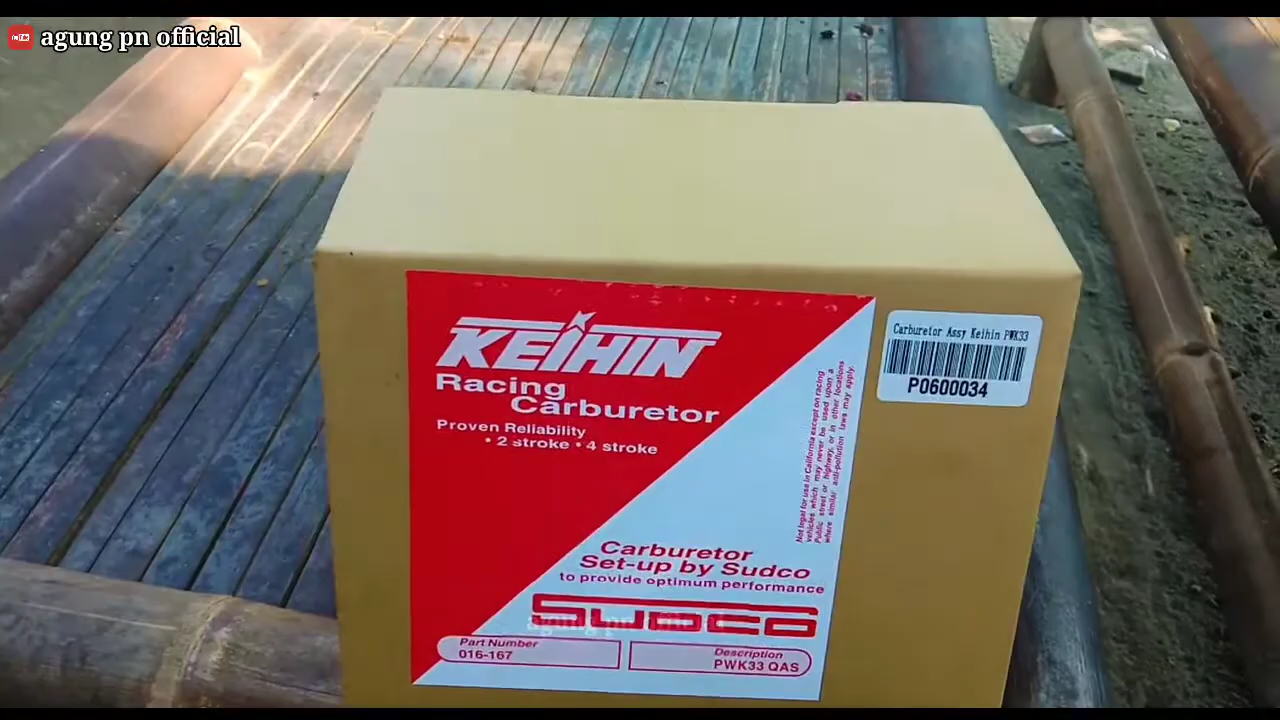 agung pn official
KEIHIN
Racing
Carburetor
Proven Reliability
• 2 stroke • 4 stroke
Carburetor Assy Keihin PWK33
P0600034
Not legal for use in California except on racing
vehicles which may never be used upon a
Public street or highway, or in other locations
where similar anti-pollution laws may apply.
Carburetor
Set-up by Sudco
to provide optimum performance
SUDCO
agung pn
Part Number
016-167
Description
PWK33 QAS